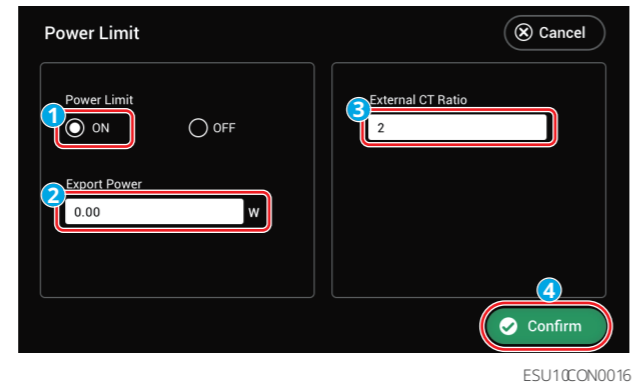 Power Limit
Cancel
Power Limit
1
ON
OFF
Export Power
2
0.00
W
External CT Ratio
3
2
4
Confirm
ESU10CON0016